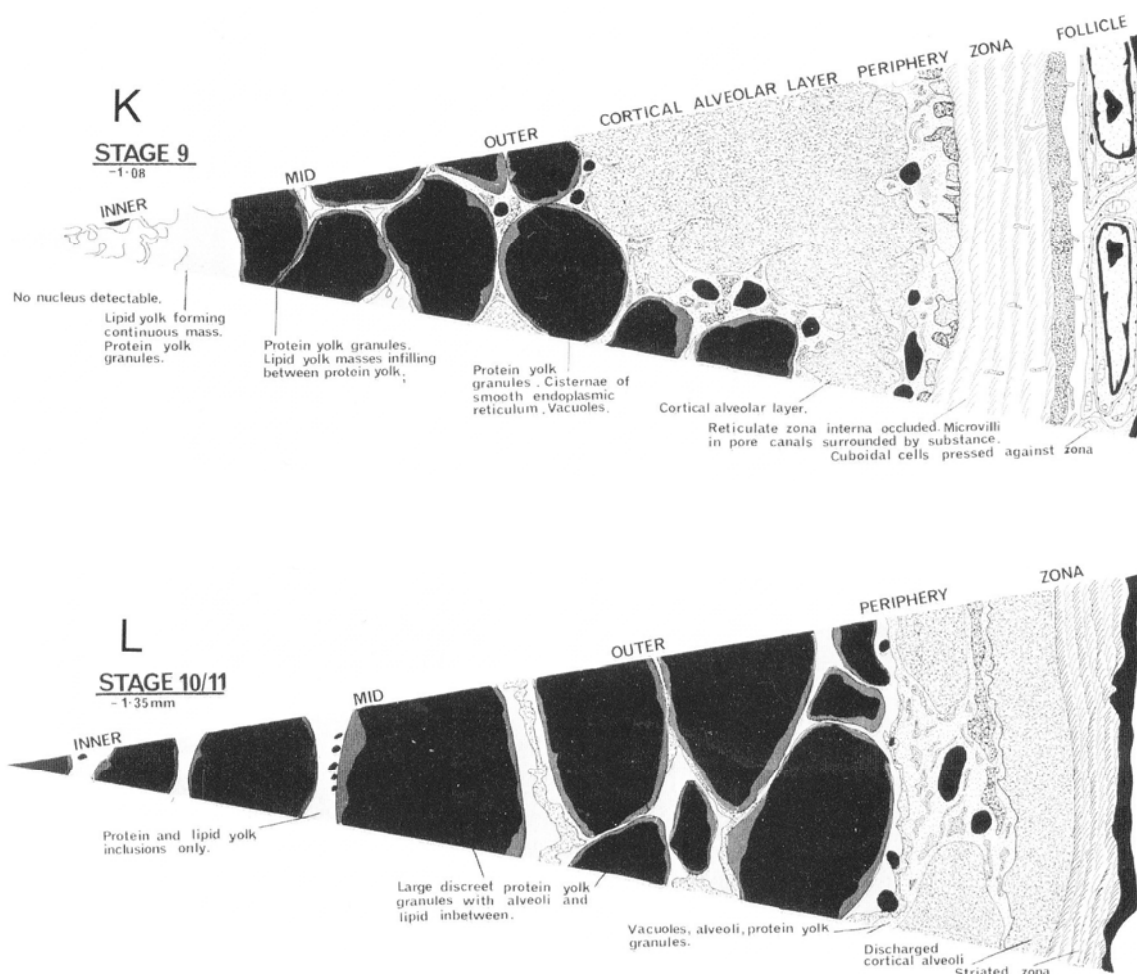 K
STAGE 9
-1·08
INNER
MID
OUTER
CORTICAL ALVEOLAR LAYER
PERIPHERY
ZONA
FOLLICLE
No nucleus detectable.
Lipid yolk forming
continuous mass.
Protein yolk
granules.
Protein yolk granules.
Lipid yolk masses infilling
between protein yolk.
Protein yolk
granules. Cisternae of
smooth endoplasmic
reticulum. Vacuoles.
Cortical alveolar layer.
Reticulate zona interna occluded. Microvilli
in pore canals surrounded by substance.
Cuboidal cells pressed against zona
L
STAGE 10/11
- 1·35mm
INNER
MID
OUTER
PERIPHERY
ZONA
Protein and lipid yolk
inclusions only.
Large discreet protein yolk
granules with alveoli and
lipid inbetween.
Vacuoles, alveoli, protein yolk
granules.
Discharged
cortical alveoli
Striated zona